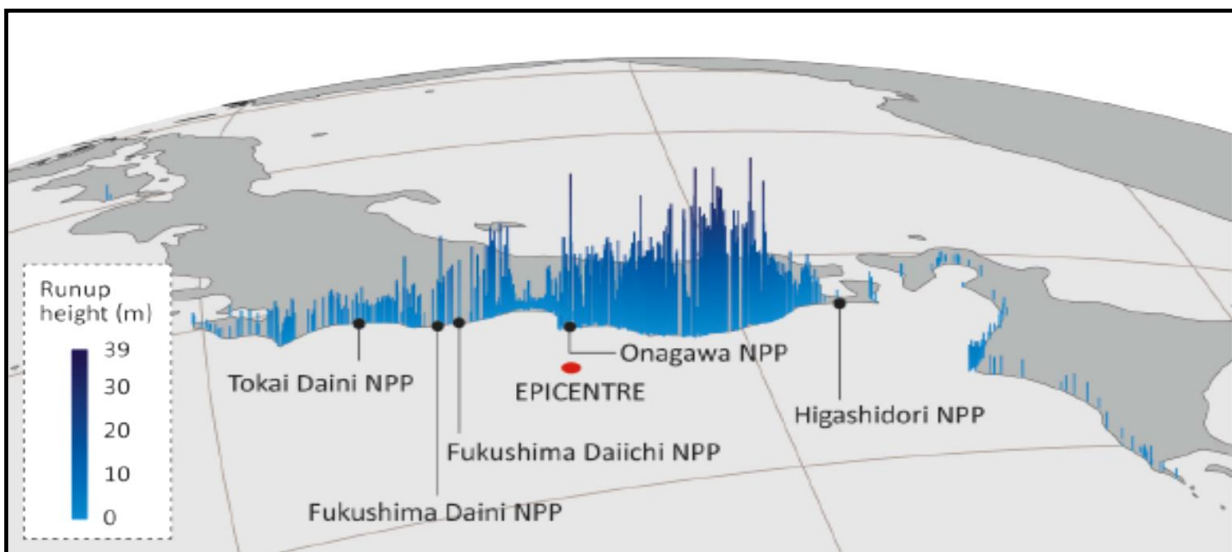 Runup
height (m)
39
30
20
10
0
Tokai Daini NPP
Onagawa NPP
EPICENTRE
Higashidori NPP
Fukushima Daiichi NPP
Fukushima Daini NPP